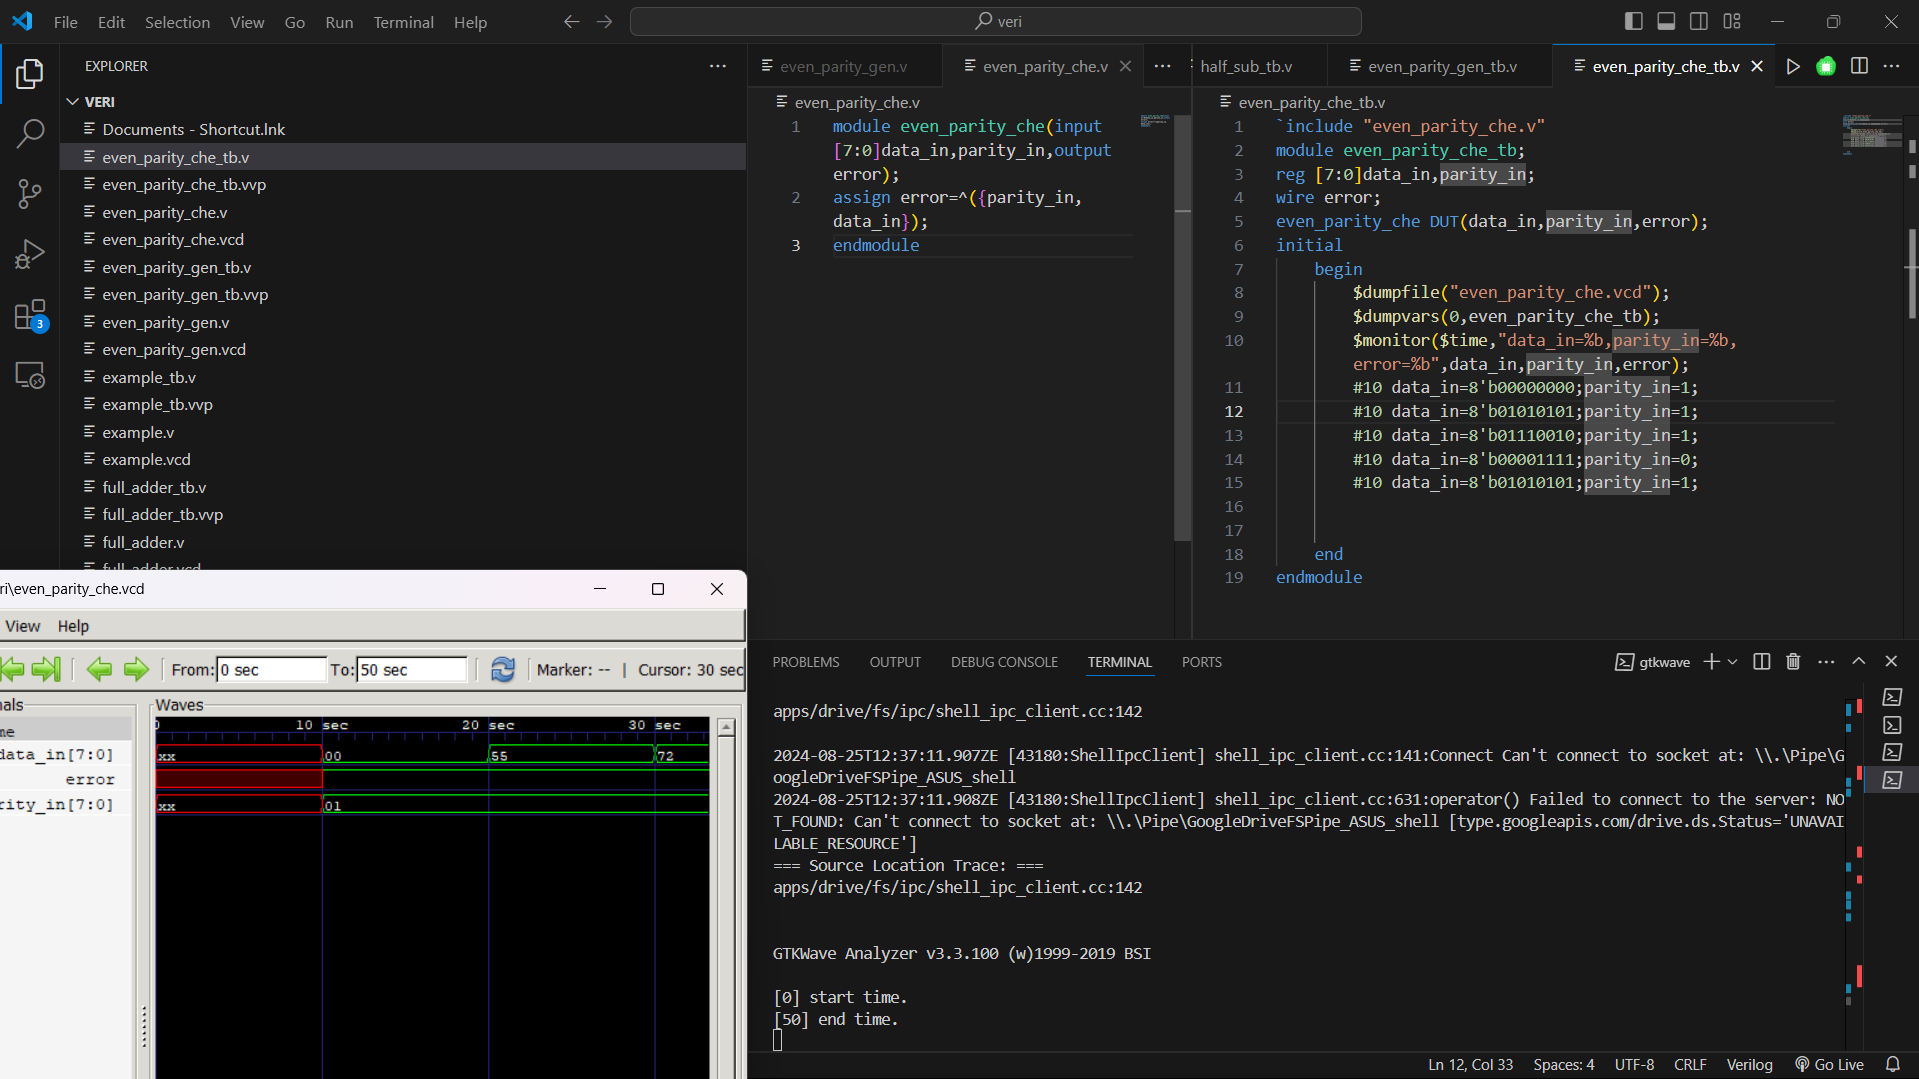 File Edit Selection View Go Run Terminal Help
veri
EXPLORER
VERI
Documents - Shortcut.lnk
even_parity_che_tb.v
even_parity_che_tb.vvp
even_parity_che.v
even_parity_che.vcd
even_parity_gen_tb.v
even_parity_gen_tb.vvp
even_parity_gen.v
even_parity_gen.vcd
example_tb.v
example_tb.vvp
example.v
example.vcd
full_adder_tb.v
full_adder_tb.vvp
full_adder.v
full_adder.vcd
3
even_parity_gen.v even_parity_che.v
even_parity_che.v
1 module even_parity_che(input
[7:0]data_in,parity_in,output
error);
2 assign error=^({parity_in,
data_in});
3 endmodule
half_sub_tb.v even_parity_gen_tb.v even_parity_che_tb.v
even_parity_che_tb.v
1 `include "even_parity_che.v"
2 module even_parity_che_tb;
3 reg [7:0]data_in,parity_in;
4 wire error;
5 even_parity_che DUT(data_in,parity_in,error);
6 initial
7 begin
8 $dumpfile("even_parity_che.vcd");
9 $dumpvars(0,even_parity_che_tb);
10 $monitor($time,"data_in=%b,parity_in=%b,
error=%b",data_in,parity_in,error);
11 #10 data_in=8'b00000000;parity_in=1;
12 #10 data_in=8'b01010101;parity_in=1;
13 #10 data_in=8'b01110010;parity_in=1;
14 #10 data_in=8'b00001111;parity_in=0;
15 #10 data_in=8'b01010101;parity_in=1;
16
17
18 end
19 endmodule
ri\even_parity_che.vcd
View Help
From: 0 sec To: 50 sec Marker: -- | Cursor: 30 sec
nals
Waves
me
0 10 sec 20 sec 30 sec
data_in[7:0] xx 00 55 72
error
rity_in[7:0] xx 01
PROBLEMS OUTPUT DEBUG CONSOLE TERMINAL PORTS
gtkwave
apps/drive/fs/ipc/shell_ipc_client.cc:142
2024-08-25T12:37:11.907ZE [43180:ShellIpcClient] shell_ipc_client.cc:141:Connect Can't connect to socket at: \\.\Pipe\G
oogleDriveFSPipe_ASUS_shell
2024-08-25T12:37:11.908ZE [43180:ShellIpcClient] shell_ipc_client.cc:631:operator() Failed to connect to the server: NO
T_FOUND: Can't connect to socket at: \\.\Pipe\GoogleDriveFSPipe_ASUS_shell [type.googleapis.com/drive.ds.Status='UNAVAI
LABLE_RESOURCE']
=== Source Location Trace: ===
apps/drive/fs/ipc/shell_ipc_client.cc:142
GTKWave Analyzer v3.3.100 (w)1999-2019 BSI
[0] start time.
[50] end time.
Ln 12, Col 33 Spaces: 4 UTF-8 CRLF Verilog Go Live